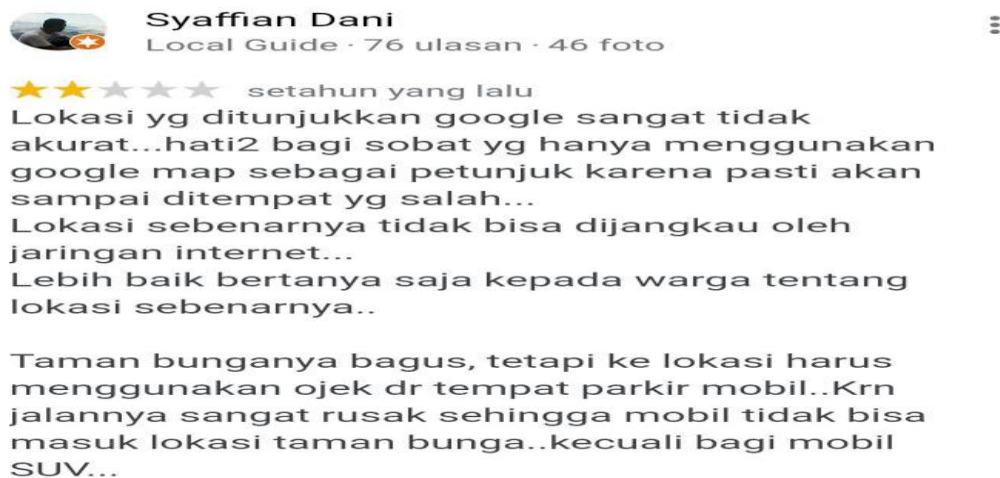 Syaffian Dani
Local Guide · 76 ulasan · 46 foto
setahun yang lalu
Lokasi yg ditunjukkan google sangat tidak
akurat...hati2 bagi sobat yg hanya menggunakan
google map sebagai petunjuk karena pasti akan
sampai ditempat yg salah...
Lokasi sebenarnya tidak bisa dijangkau oleh
jaringan internet...
Lebih baik bertanya saja kepada warga tentang
lokasi sebenarnya..
Taman bunganya bagus, tetapi ke lokasi harus
menggunakan ojek dr tempat parkir mobil..Krn
jalannya sangat rusak sehingga mobil tidak bisa
masuk lokasi taman bunga..kecuali bagi mobil
SUV...